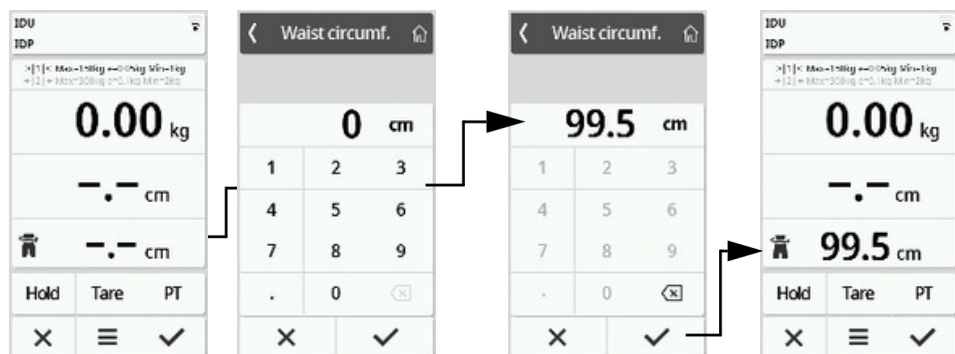 IDU
IDP
0.00 kg
-.- cm
-.- cm
Hold Tare PT
Waist circumf.
0 cm
1 2 3
4 5 6
7 8 9
. 0
Waist circumf.
99.5 cm
1 2 3
4 5 6
7 8 9
. 0
IDU
IDP
0.00 kg
-.- cm
99.5 cm
Hold Tare PT